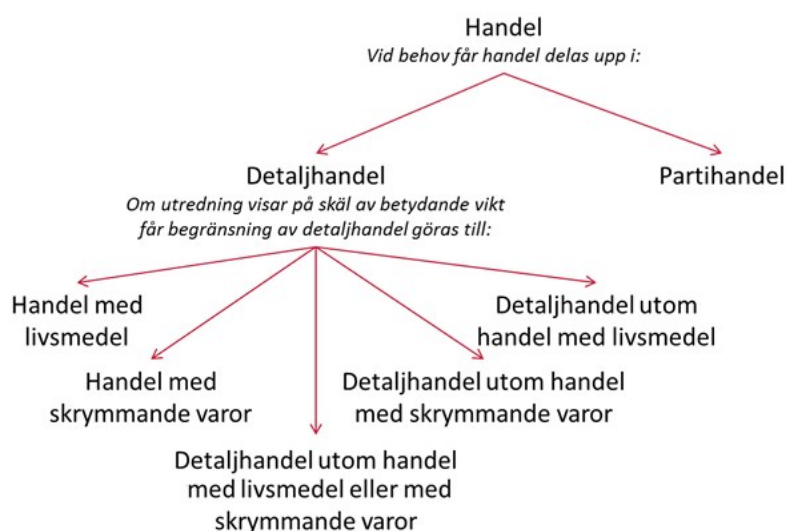 Handel
Vid behov får handel delas upp i:
Detaljhandel
Partihandel
Om utredning visar på skäl av betydande vikt
får begränsning av detaljhandel göras till:
Handel med
livsmedel
Detaljhandel utom
handel med livsmedel
Handel med
skrymmande varor
Detaljhandel utom handel
med skrymmande varor
Detaljhandel utom handel
med livsmedel eller med
skrymmande varor